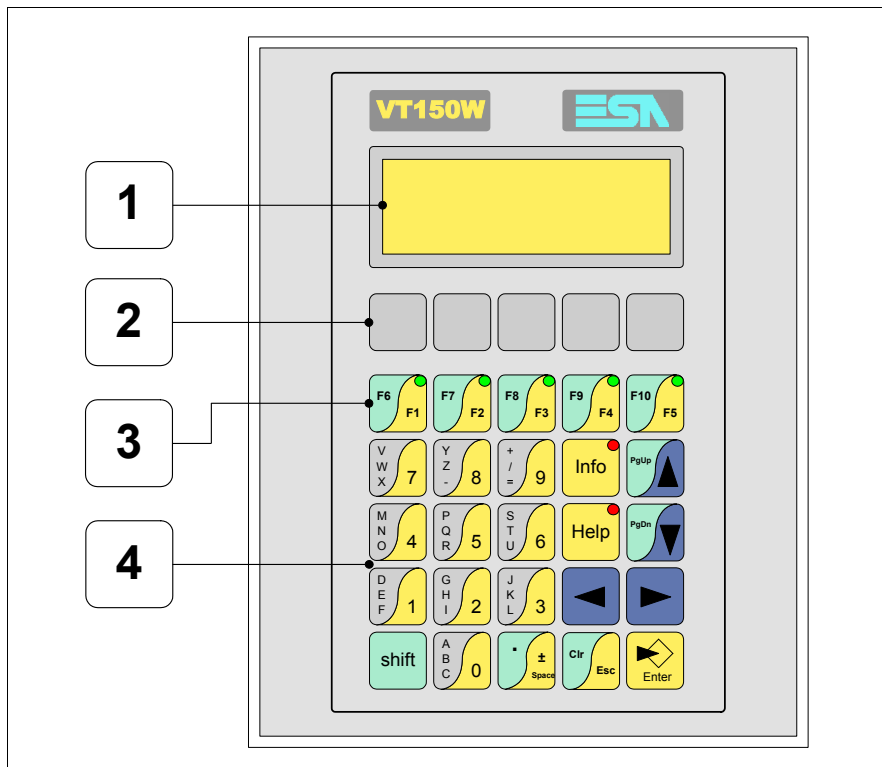 VT150W ESA
1
2
3
F6 F1 F7 F2 F8 F3 F9 F4 F10 F5
V W X 7 Y Z - 8 + / = 9 Info PgUp
M N O 4 P Q R 5 S T U 6 Help PgDn
4
D E F 1 G H I 2 J K L 3
shift A B C 0 . ± Space Clr Esc Enter